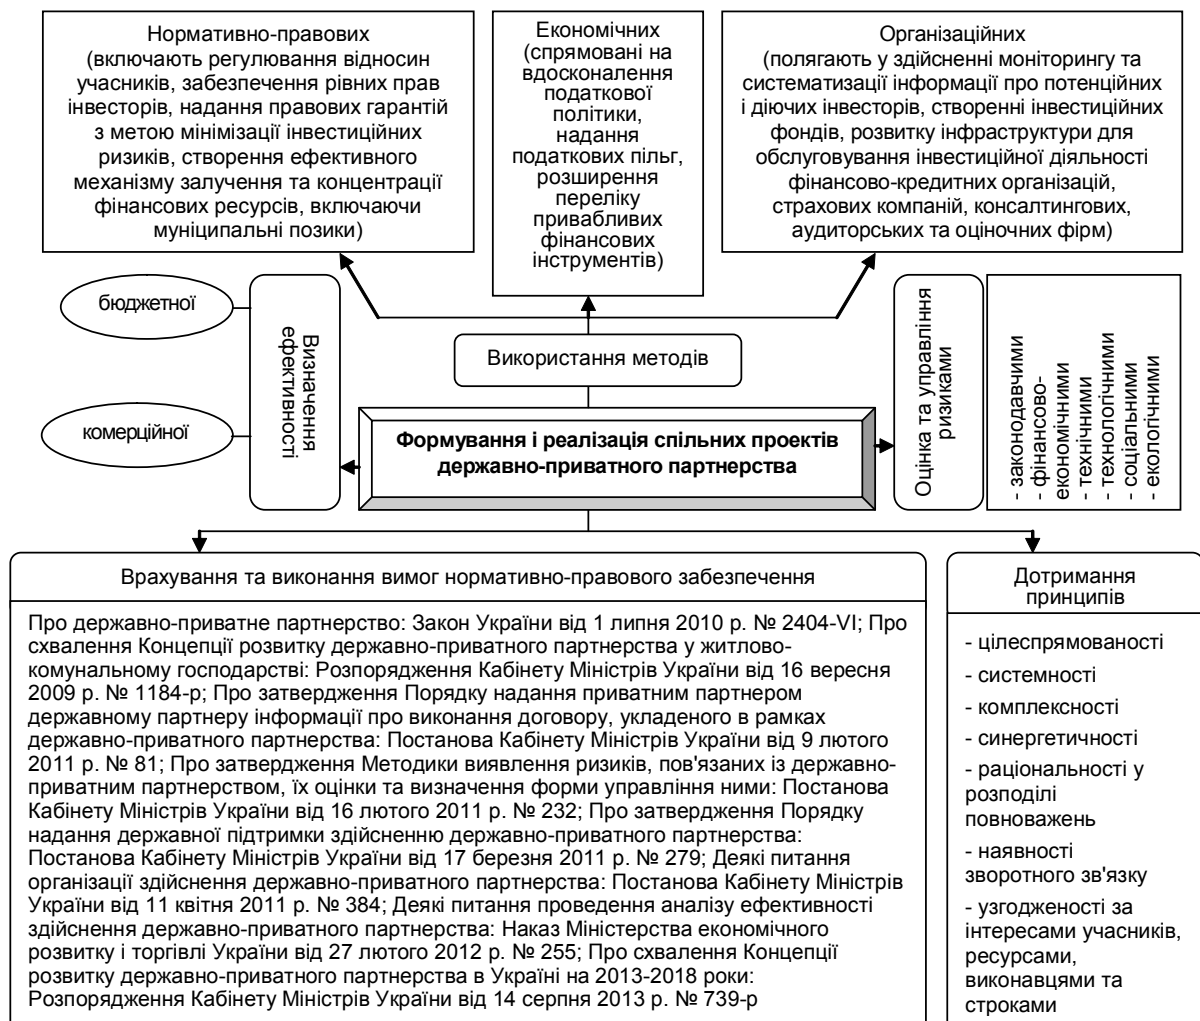 Нормативно-правових
(включають регулювання відносин
учасників, забезпечення рівних прав
інвесторів, надання правових гарантій
з метою мінімізації інвестиційних
ризиків, створення ефективного
механізму залучення та концентрації
фінансових ресурсів, включаючи
муніципальні позики)
Економічних
(спрямовані на
вдосконалення
податкової
політики,
надання
податкових пільг,
розширення
переліку
привабливих
фінансових
інструментів)
Організаційних
(полягають у здійсненні моніторингу та
систематизації інформації про потенційних
і діючих інвесторів, створенні інвестиційних
фондів, розвитку інфраструктури для
обслуговування інвестиційної діяльності
фінансово-кредитних організацій,
страхових компаній, консалтингових,
аудиторських та оціночних фірм)
бюджетної
комерційної
Визначення
ефективності
Використання методів
Формування і реалізація спільних проектів
державно-приватного партнерства
Оцінка та управління
ризиками
- законодавчими
- фінансово-
економічними
- технічними
- технологічними
- соціальними
- екологічними
Врахування та виконання вимог нормативно-правового забезпечення
Про державно-приватне партнерство: Закон України від 1 липня 2010 р. № 2404-VI; Про
схвалення Концепції розвитку державно-приватного партнерства у житлово-
комунальному господарстві: Розпорядження Кабінету Міністрів України від 16 вересня
2009 р. № 1184-р; Про затвердження Порядку надання приватним партнером
державному партнеру інформації про виконання договору, укладеного в рамках
державно-приватного партнерства: Постанова Кабінету Міністрів України від 9 лютого
2011 р. № 81; Про затвердження Методики виявлення ризиків, пов'язаних із державно-
приватним партнерством, їх оцінки та визначення форми управління ними: Постанова
Кабінету Міністрів України від 16 лютого 2011 р. № 232; Про затвердження Порядку
надання державної підтримки здійсненню державно-приватного партнерства:
Постанова Кабінету Міністрів України від 17 березня 2011 р. № 279; Деякі питання
організації здійснення державно-приватного партнерства: Постанова Кабінету Міністрів
України від 11 квітня 2011 р. № 384; Деякі питання проведення аналізу ефективності
здійснення державно-приватного партнерства: Наказ Міністерства економічного
розвитку і торгівлі України від 27 лютого 2012 р. № 255; Про схвалення Концепції
розвитку державно-приватного партнерства в Україні на 2013-2018 роки:
Розпорядження Кабінету Міністрів України від 14 серпня 2013 р. № 739-р
Дотримання
принципів
- цілеспрямованості
- системності
- комплексності
- синергетичності
- раціональності у
розподілі
повноважень
- наявності
зворотного зв'язку
- узгодженості за
інтересами учасників,
ресурсами,
виконавцями та
строками